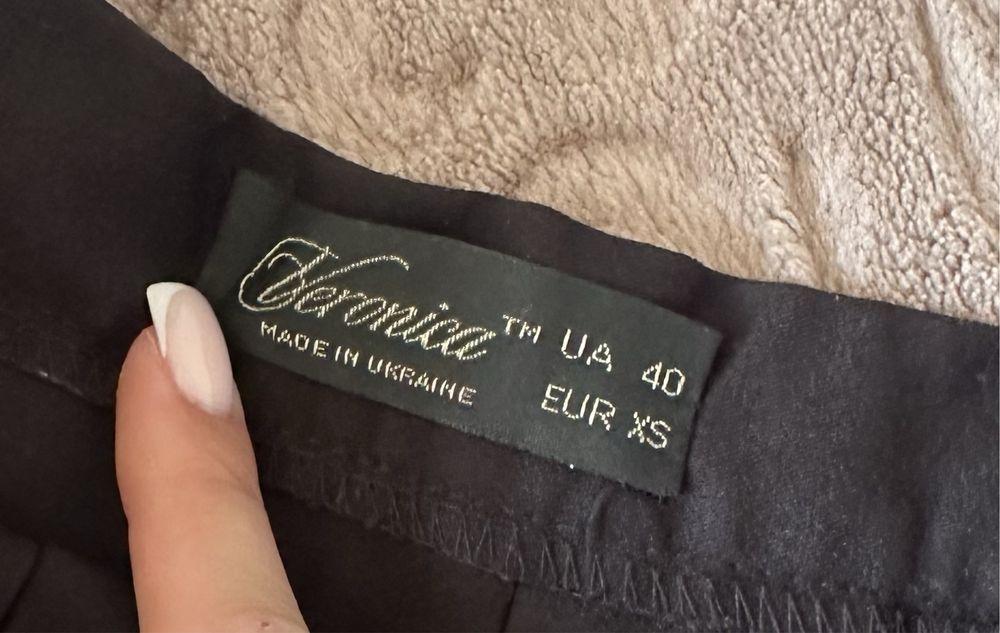 Veronica™
MADE IN UKRAINE
UA 40
EUR XS